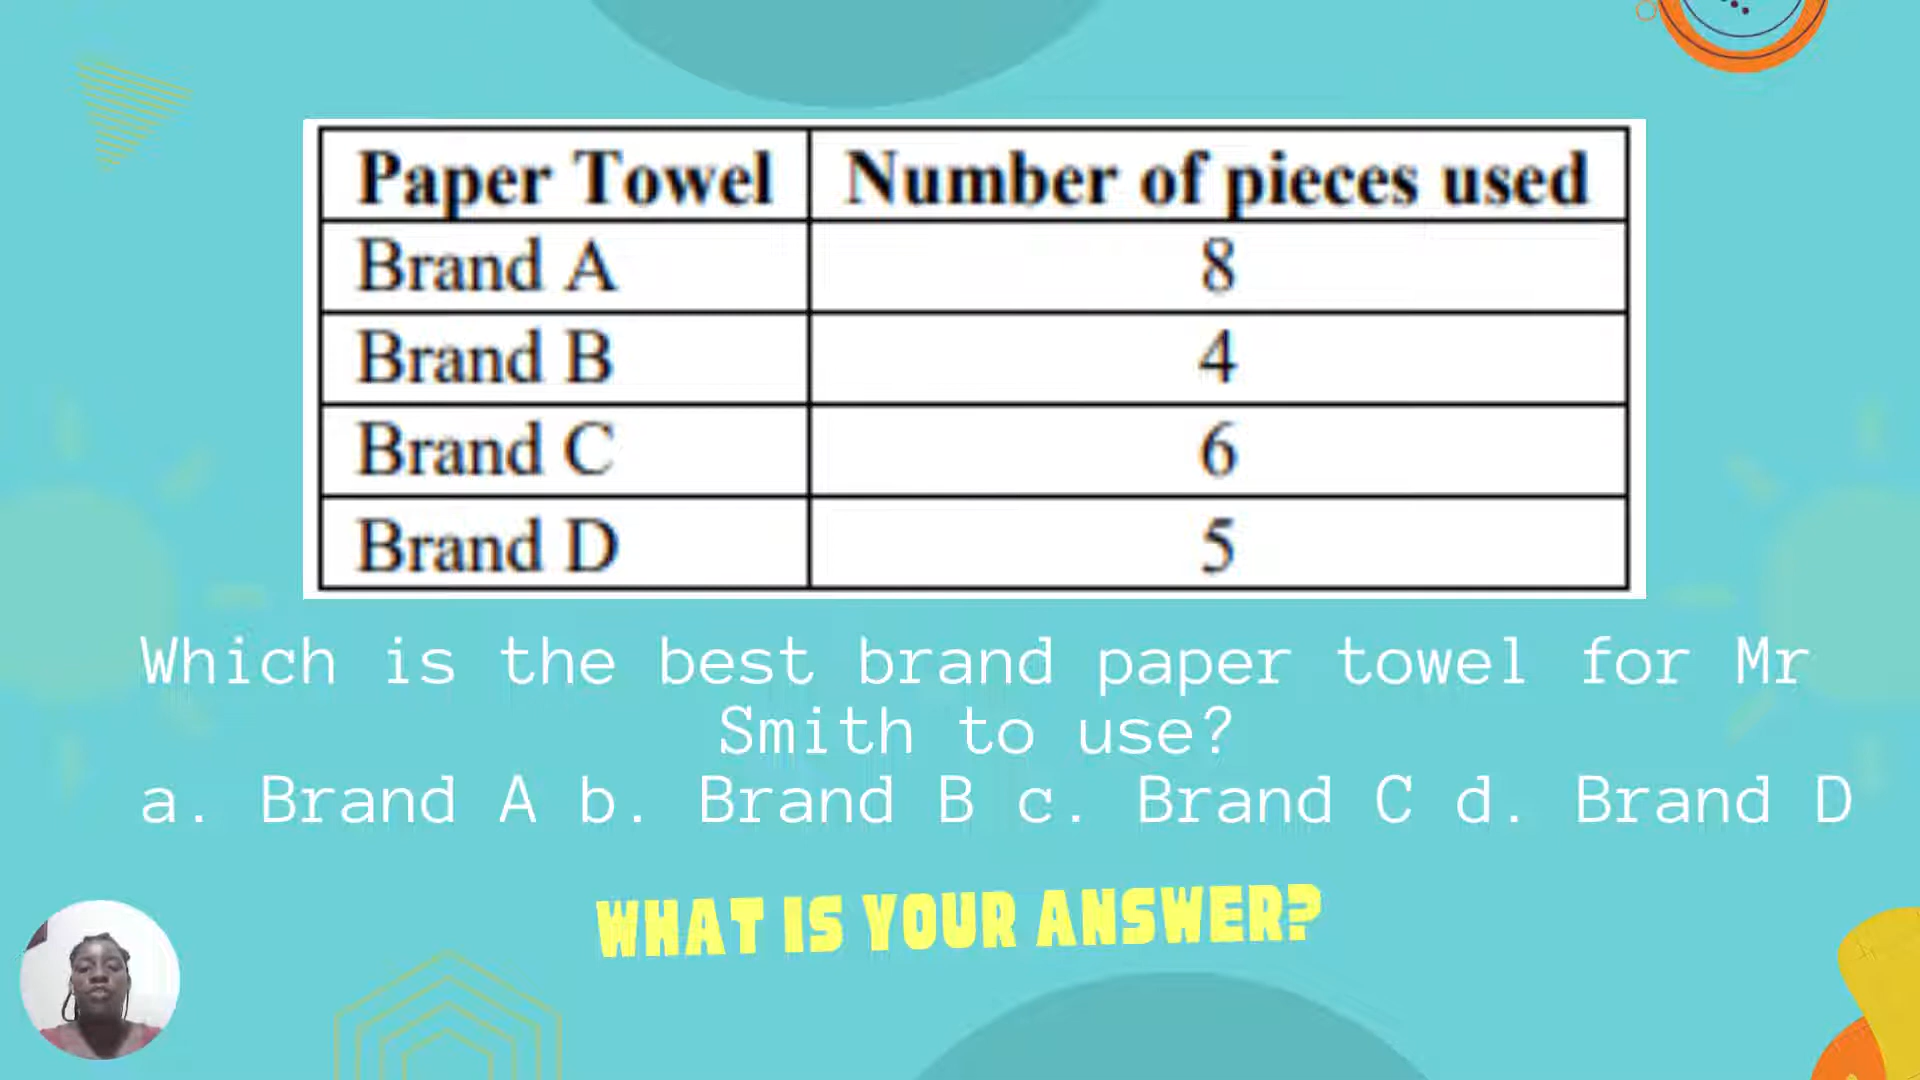 Paper Towel Number of pieces used
Brand A 8
Brand B 4
Brand C 6
Brand D 5
Which is the best brand paper towel for Mr
Smith to use?
a. Brand A b. Brand B c. Brand C d. Brand D
WHAT IS YOUR ANSWER?